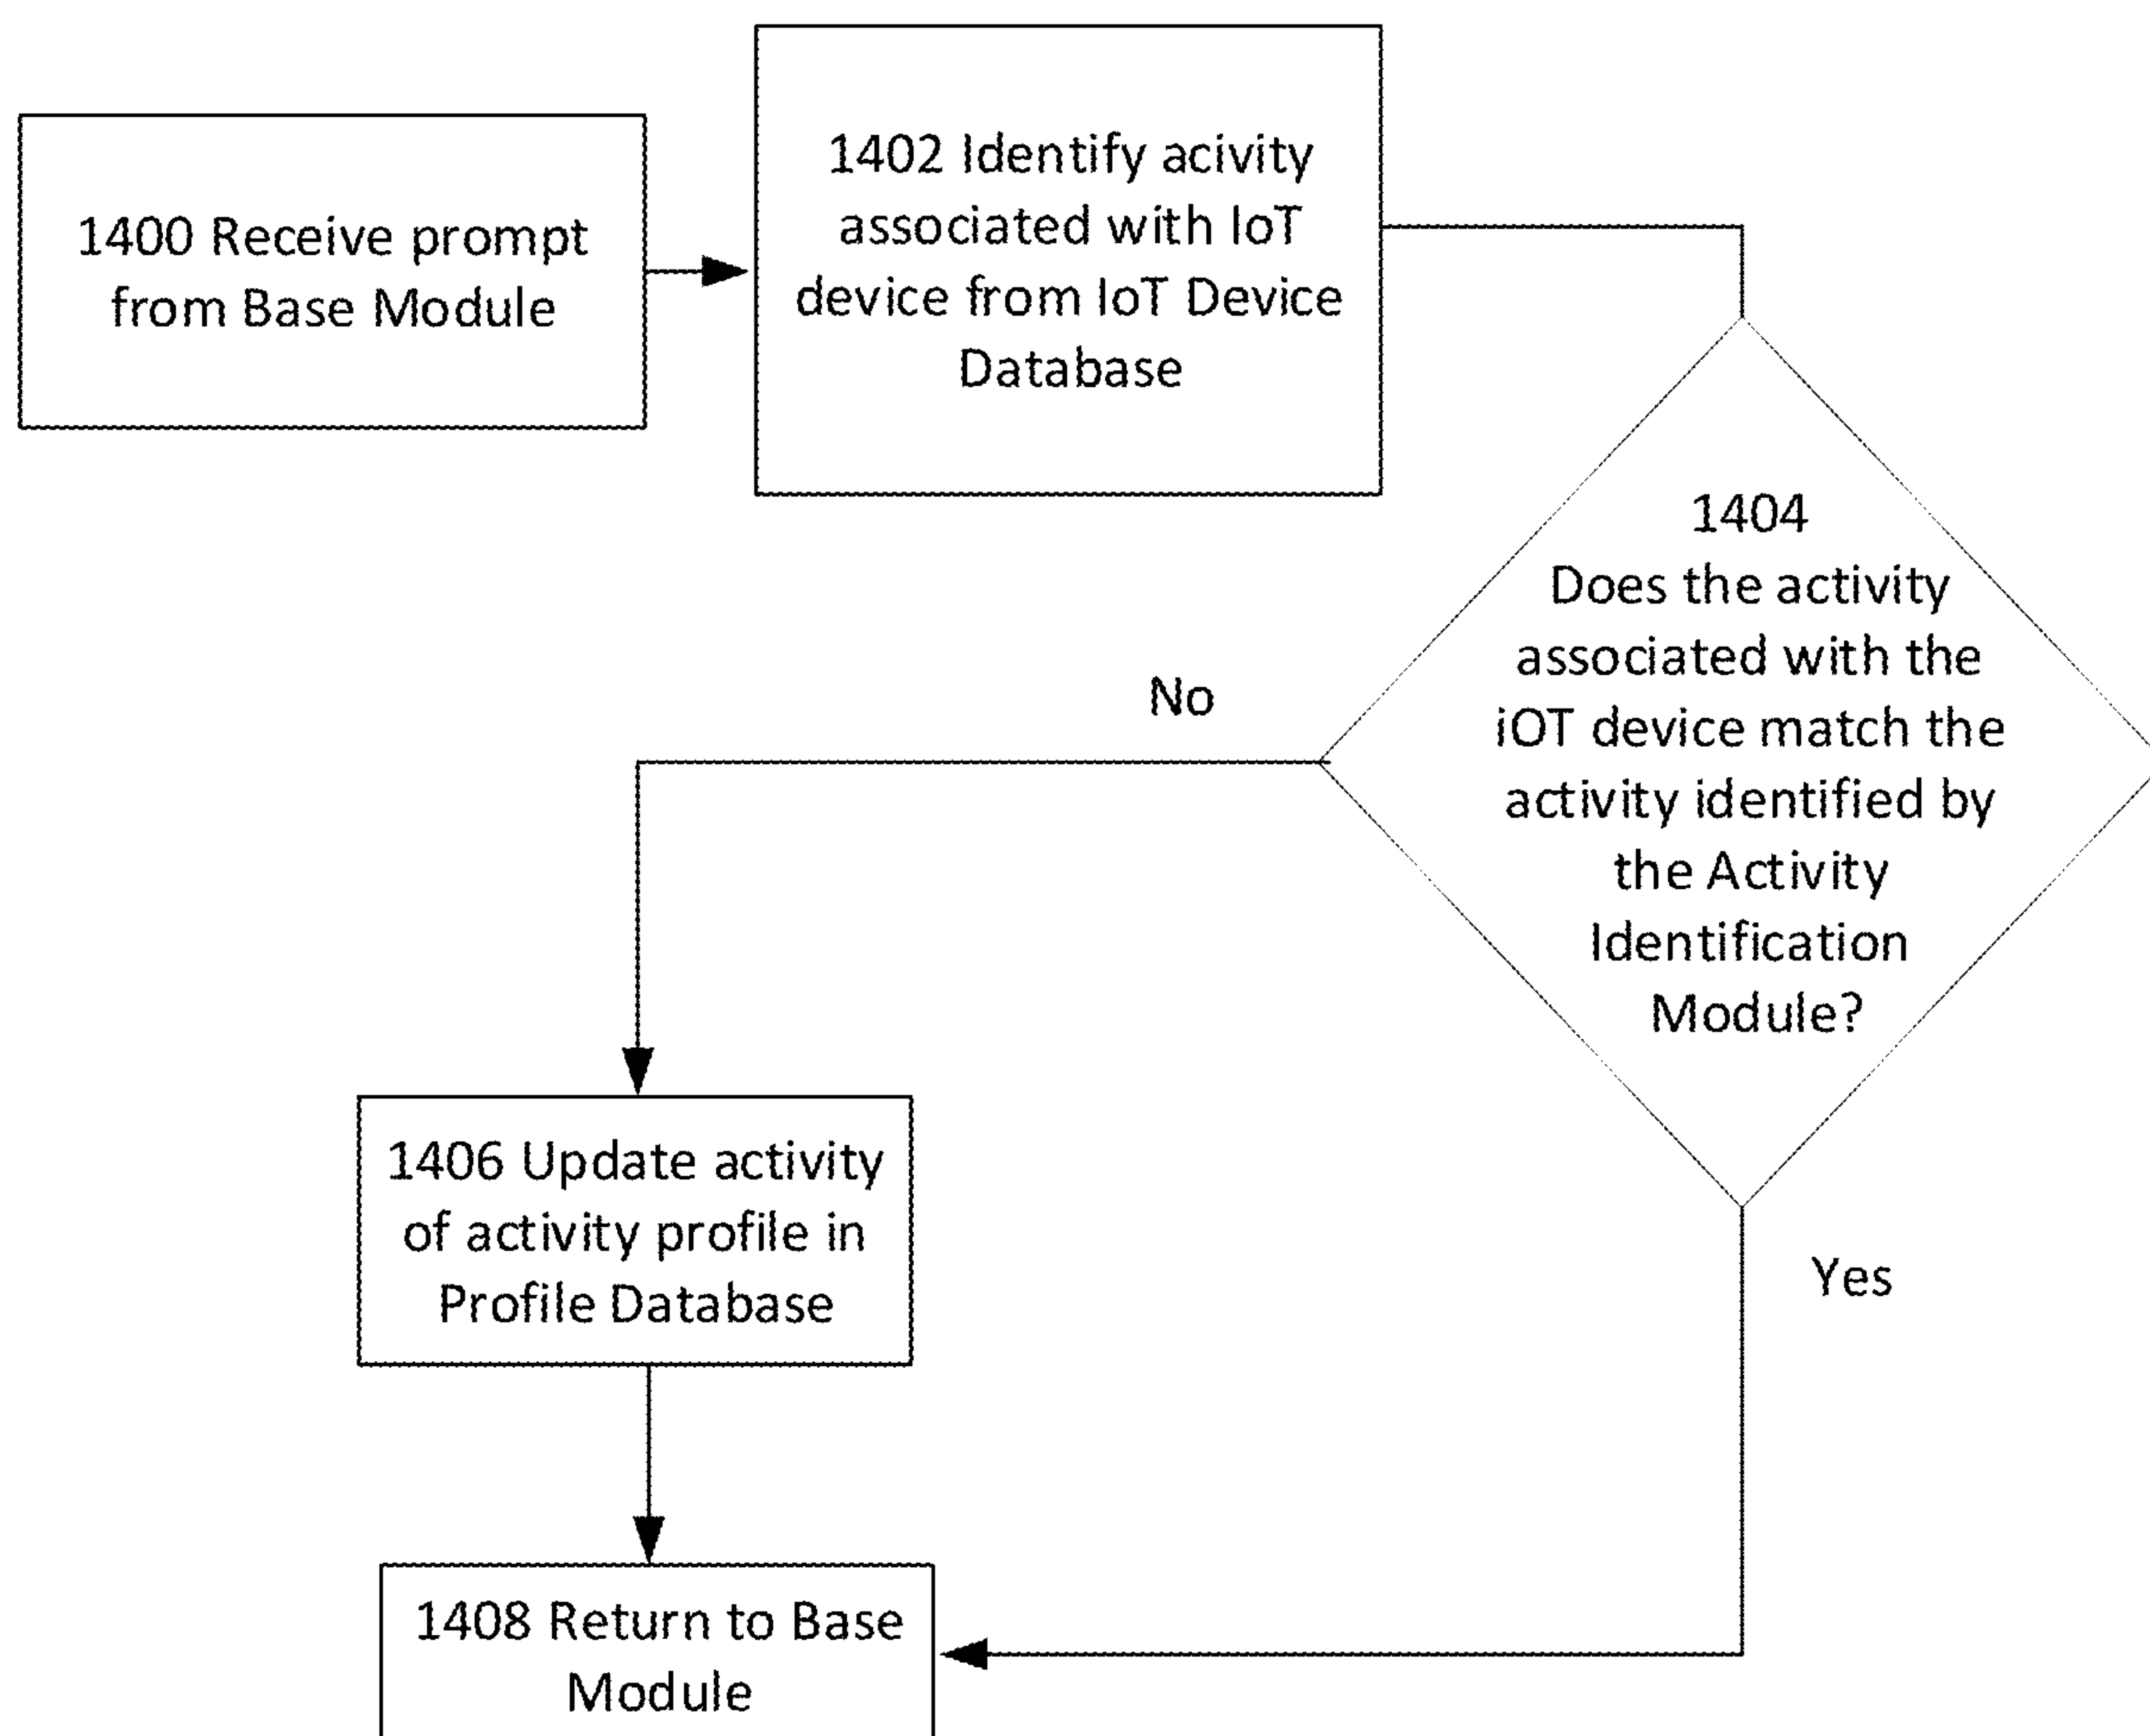 1400 Receive prompt
from Base Module
1402 Identify acivity
associated with IoT
device from IoT Device
Database
1404
Does the activity
associated with the
iOT device match the
activity identified by
the Activity
Identification
Module?
No
Yes
1406 Update activity
of activity profile in
Profile Database
1408 Return to Base
Module